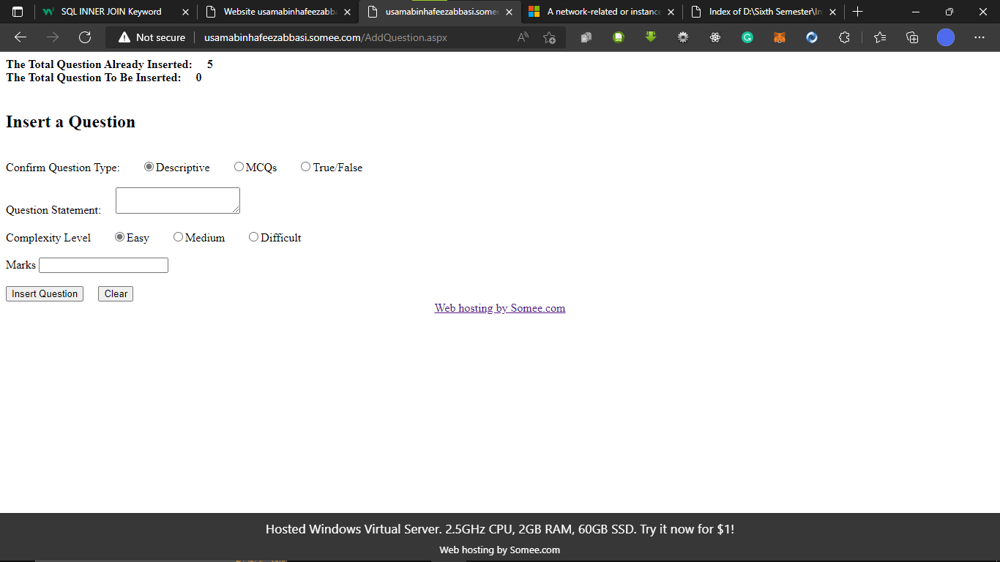 SQL INNER JOIN Keyword
Website usamabinhafeezabba
usamabinhafeezabbasi.some
A network-related or instance
Index of D:\Sixth Semester\In
Not secure usamabinhafeezabbasi.somee.com/AddQuestion.aspx
The Total Question Already Inserted: 5
The Total Question To Be Inserted: 0
Insert a Question
Confirm Question Type: Descriptive MCQs True/False
Question Statement:
Complexity Level Easy Medium Difficult
Marks
Insert Question Clear
Web hosting by Somee.com
Hosted Windows Virtual Server. 2.5GHz CPU, 2GB RAM, 60GB SSD. Try it now for $1!
Web hosting by Somee.com